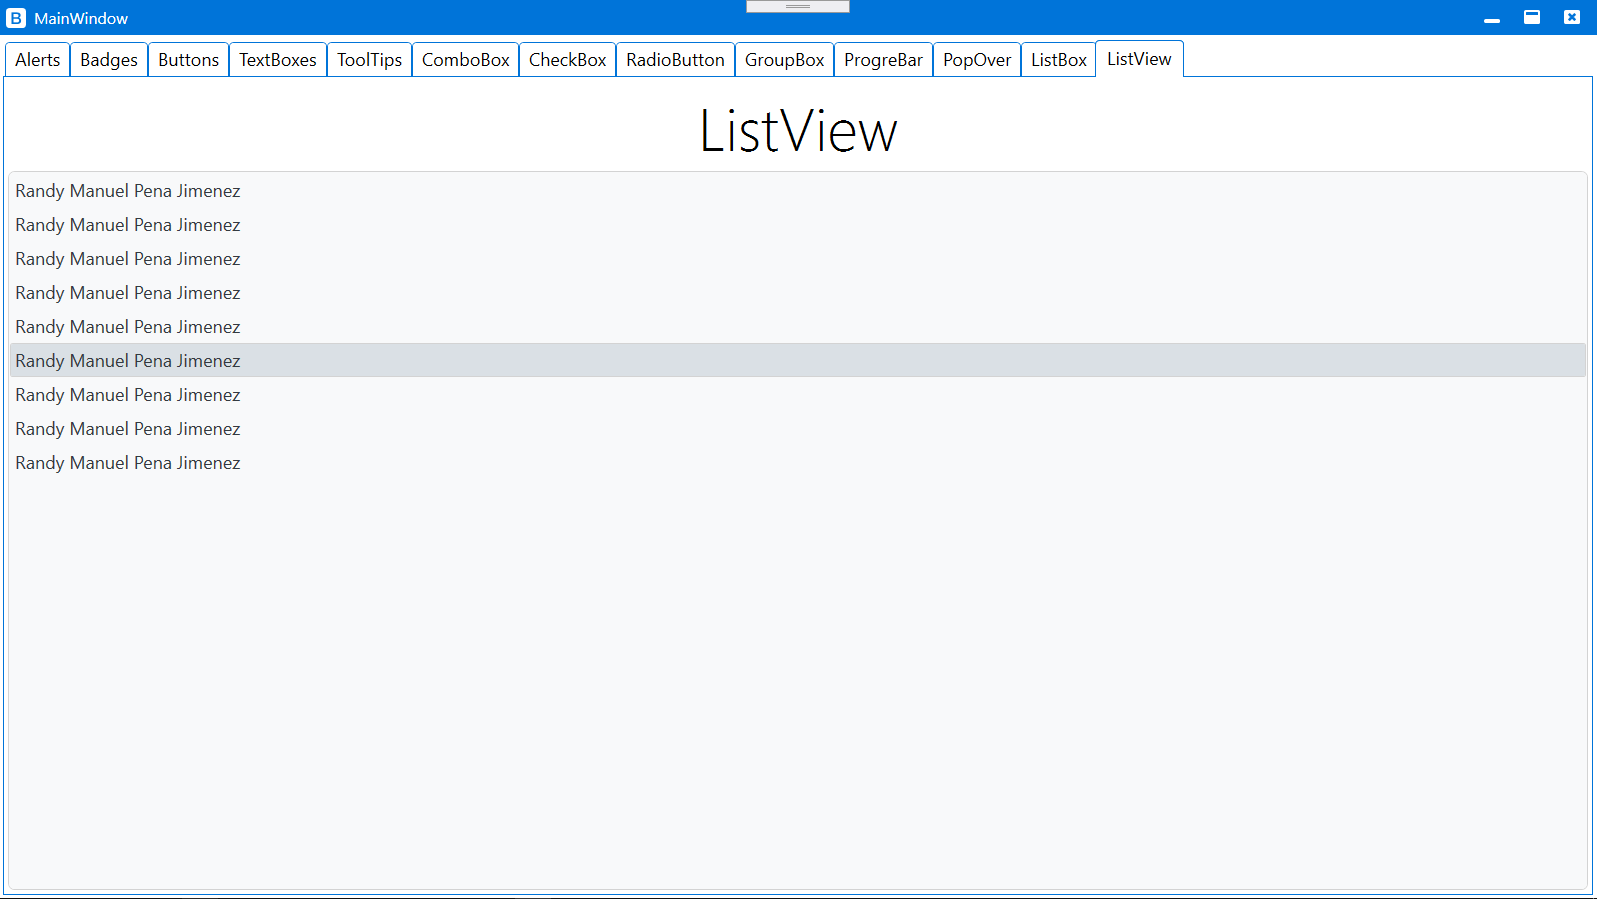 B MainWindow
Alerts Badges Buttons TextBoxes ToolTips ComboBox CheckBox RadioButton GroupBox ProgreBar PopOver ListBox ListView
ListView
Randy Manuel Pena Jimenez
Randy Manuel Pena Jimenez
Randy Manuel Pena Jimenez
Randy Manuel Pena Jimenez
Randy Manuel Pena Jimenez
Randy Manuel Pena Jimenez
Randy Manuel Pena Jimenez
Randy Manuel Pena Jimenez
Randy Manuel Pena Jimenez